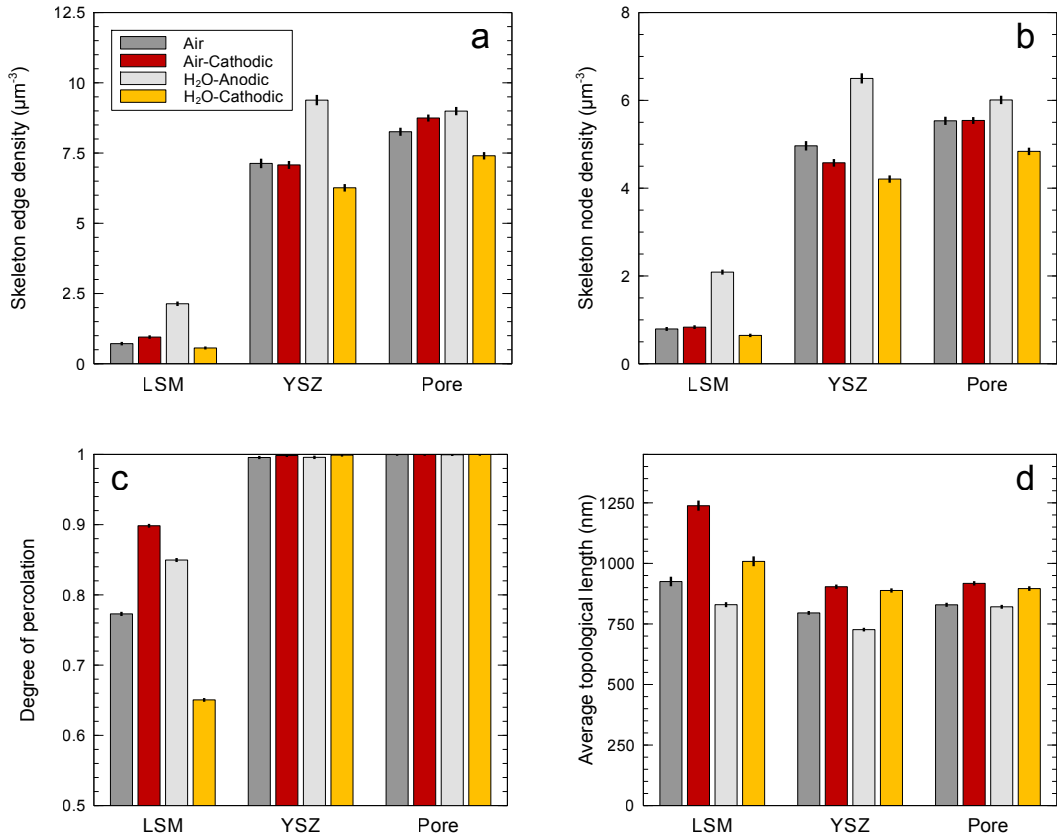 a
Air
Air-Cathodic
H₂O-Anodic
H₂O-Cathodic
Skeleton edge density (µm⁻³)
12.5
10
7.5
5
2.5
0
LSM YSZ Pore
b
Skeleton node density (µm⁻³)
8
6
4
2
0
LSM YSZ Pore
c
Degree of percolation
1
0.9
0.8
0.7
0.6
0.5
LSM YSZ Pore
d
Average topological length (nm)
1250
1000
750
500
250
0
LSM YSZ Pore